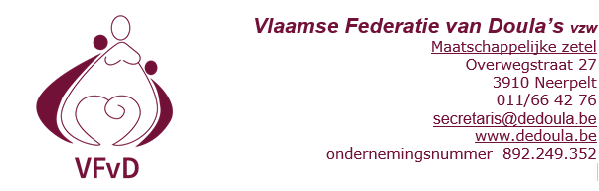 Vlaamse Federatie van Doula's vzw
Maatschappelijke zetel
Overwegstraat 27
3910 Neerpelt
011/66 42 76
secretaris@dedoula.be
www.dedoula.be
ondernemingsnummer 892.249.352
VFvD